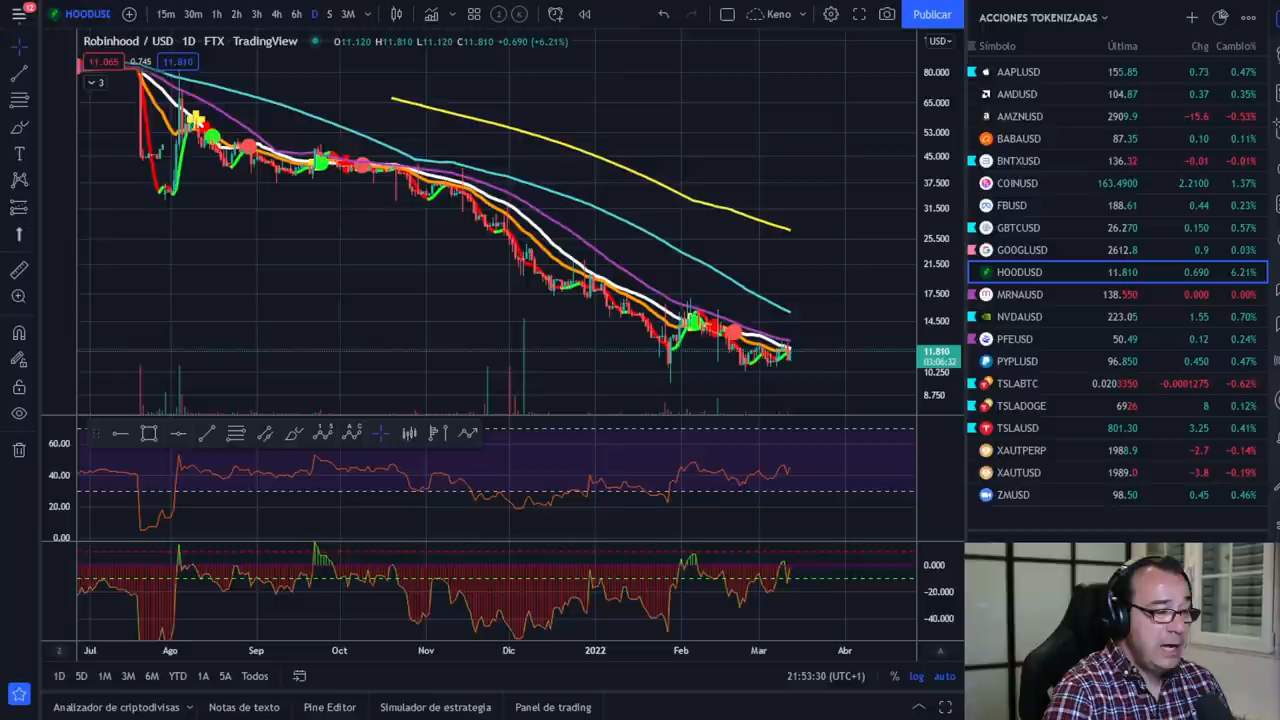 11
HOODUSD
15m 30m 1h 2h 3h 4h 6h D S 3M
1
K
Keno
Publicar
Robinhood / USD 1D FTX TradingView O11.120 H11.810 L11.120 C11.810 +0.690 (+6.21%)
11.065 0.745 11.810
3
USD
80.000
65.000
53.000
45.000
37.500
31.500
25.500
21.500
17.500
14.500
11.810
03:06:32
10.250
8.750
60.00
40.00
20.00
0.00
0.000
-20.000
-40.000
Z Jul Ago Sep Oct Nov Dic 2022 Feb Mar Abr A
1D 5D 1M 3M 6M YTD 1A 5A Todos 21:53:30 (UTC+1) % log auto
Analizador de criptodivisas Notas de texto Pine Editor Simulador de estrategia Panel de trading
ACCIONES TOKENIZADAS
Símbolo Última Chg Cambio%
AAPLUSD 155.85 0.73 0.47%
AMDUSD 104.87 0.37 0.35%
AMZNUSD 2909.9 -15.6 -0.53%
BABAUSD 87.35 0.10 0.11%
BNTXUSD 136.32 -0.01 -0.01%
COINUSD 163.4900 2.2100 1.37%
FBUSD 188.61 0.44 0.23%
GBTCUSD 26.270 0.150 0.57%
GOOGLUSD 2612.8 0.9 0.03%
HOODUSD 11.810 0.690 6.21%
MRNAUSD 138.550 0.000 0.00%
NVDAUSD 223.05 1.55 0.70%
PFEUSD 50.49 0.12 0.24%
PYPLUSD 96.850 0.450 0.47%
TSLABTC 0.0203350 -0.0001275 -0.62%
TSLADOGE 6926 8 0.12%
TSLAUSD 801.30 3.25 0.41%
XAUTPERP 1988.9 -2.7 -0.14%
XAUTUSD 1989.0 -3.8 -0.19%
ZMUSD 98.50 0.45 0.46%